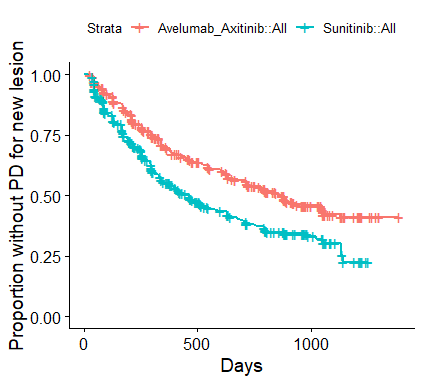 Strata Avelumab_Axitinib::All Sunitinib::All
Proportion without PD for new lesion
1.00
0.75
0.50
0.25
0.00
0 500 1000
Days